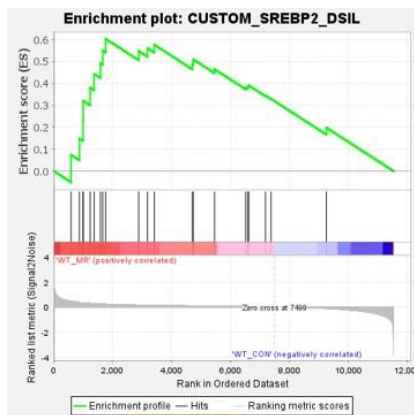 Enrichment plot: CUSTOM_SREBP2_DSIL
Enrichment score (ES)
0.6
0.5
0.4
0.3
0.2
0.1
0.0
'WT_MR' (positively correlated)
Ranked list metric (Signal2Noise)
4
2
0
-2
-4
Zero cross at 7499
'WT_CON' (negatively correlated)
0 2,000 4,000 6,000 8,000 10,000 12,00
Rank in Ordered Dataset
Enrichment profile Hits Ranking metric scores